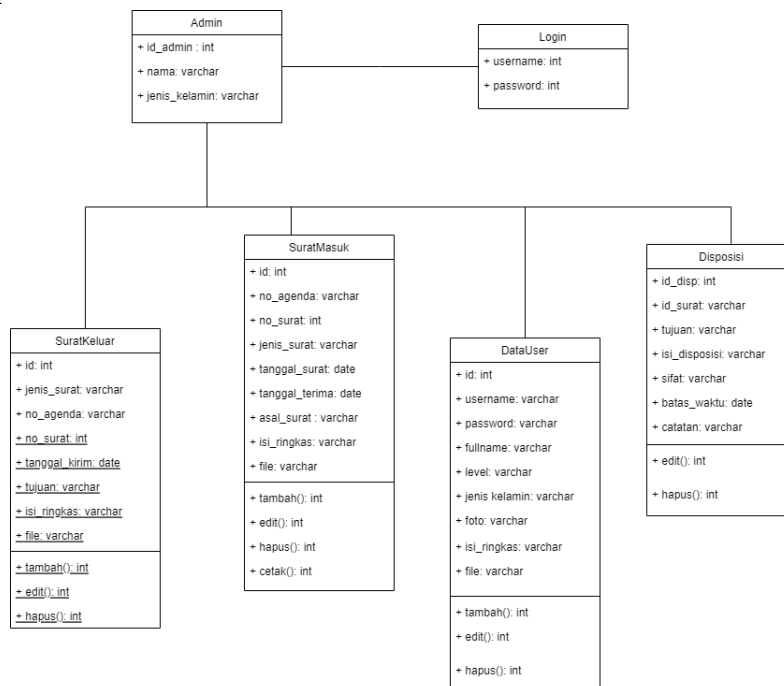 Admin
+ id_admin : int
+ nama: varchar
+ jenis_kelamin: varchar
Login
+ username: int
+ password: int
SuratKeluar
+ id: int
+ jenis_surat: varchar
+ no_agenda: varchar
+ no_surat: int
+ tanggal_kirim: date
+ tujuan: varchar
+ isi_ringkas: varchar
+ file: varchar
+ tambah(): int
+ edit(): int
+ hapus(): int
SuratMasuk
+ id: int
+ no_agenda: varchar
+ no_surat: int
+ jenis_surat: varchar
+ tanggal_surat: date
+ tanggal_terima: date
+ asal_surat : varchar
+ isi_ringkas: varchar
+ file: varchar
+ tambah(): int
+ edit(): int
+ hapus(): int
+ cetak(): int
DataUser
+ id: int
+ username: varchar
+ password: varchar
+ fullname: varchar
+ level: varchar
+ jenis kelamin: varchar
+ foto: varchar
+ isi_ringkas: varchar
+ file: varchar
+ tambah(): int
+ edit(): int
+ hapus(): int
Disposisi
+ id_disp: int
+ id_surat: varchar
+ tujuan: varchar
+ isi_disposisi: varchar
+ sifat: varchar
+ batas_waktu: date
+ catatan: varchar
+ edit(): int
+ hapus(): int